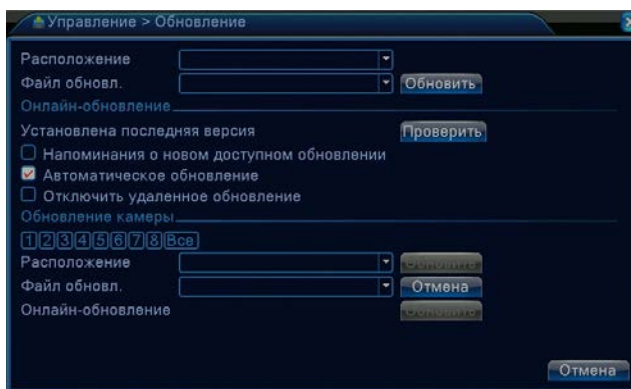 Управление > Обновление
Расположение
Файл обновл. Обновить
Онлайн-обновление
Установлена последняя версия Проверить
Напоминания о новом доступном обновлении
Автоматическое обновление
Отключить удаленное обновление
Обновление камеры
1 2 3 4 5 6 7 8 Все
Расположение Обновить
Файл обновл. Отмена
Онлайн-обновление Обновить
Отмена